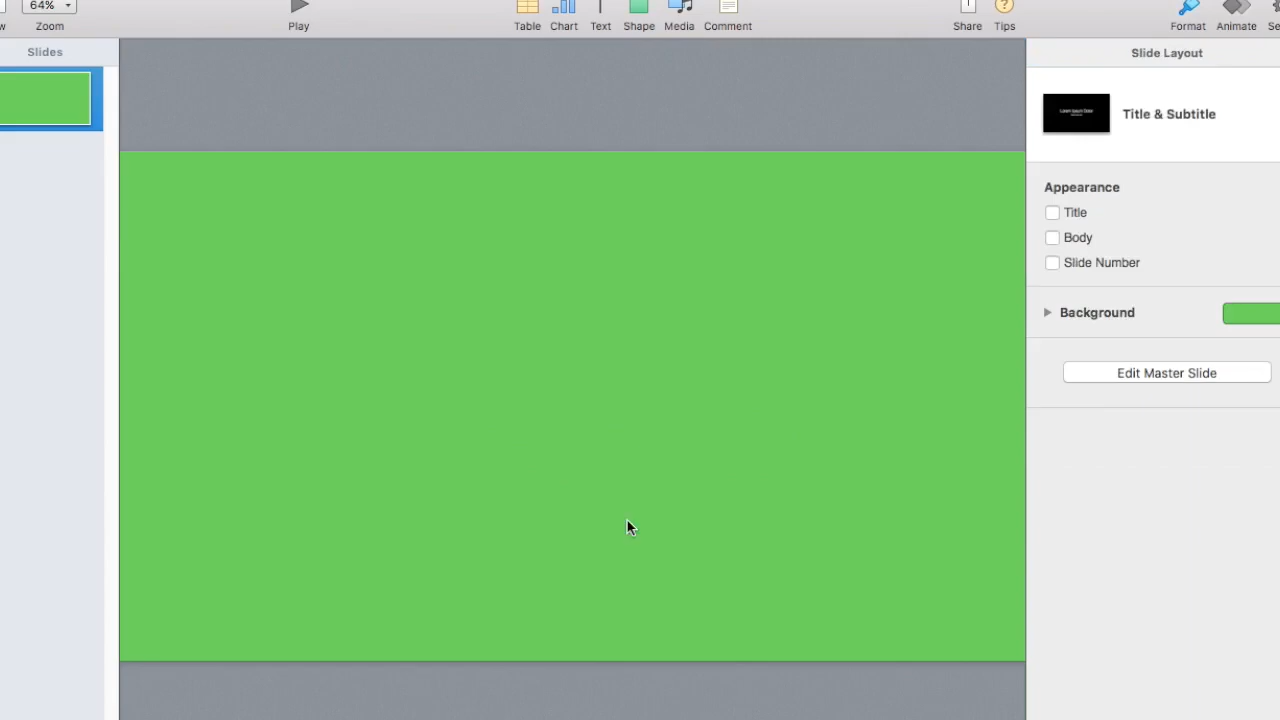 64%
Zoom
Play
Table
Chart
Text
Shape
Media
Comment
Share
Tips
Format
Animate
Slides
Slide Layout
Title & Subtitle
Appearance
Title
Body
Slide Number
Background
Edit Master Slide